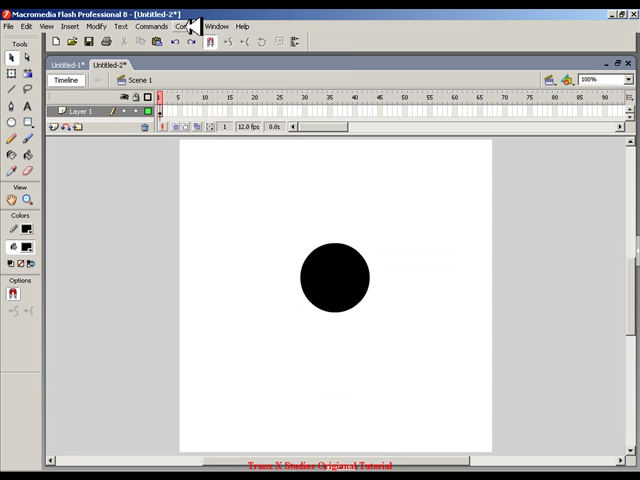 Macromedia Flash Professional 8 - [Untitled-2*]
File Edit View Insert Modify Text Commands Window Help
Tools
Untitled-1* Untitled-2*
Timeline Scene 1 100%
1 5 10 15 20 25 30 35 40 45 50 55 60 65 70 75 80 85 90
Layer 1
1 12.0 fps 0.0s
View
Colors
Options
Tranx X Studios Original Tutorial